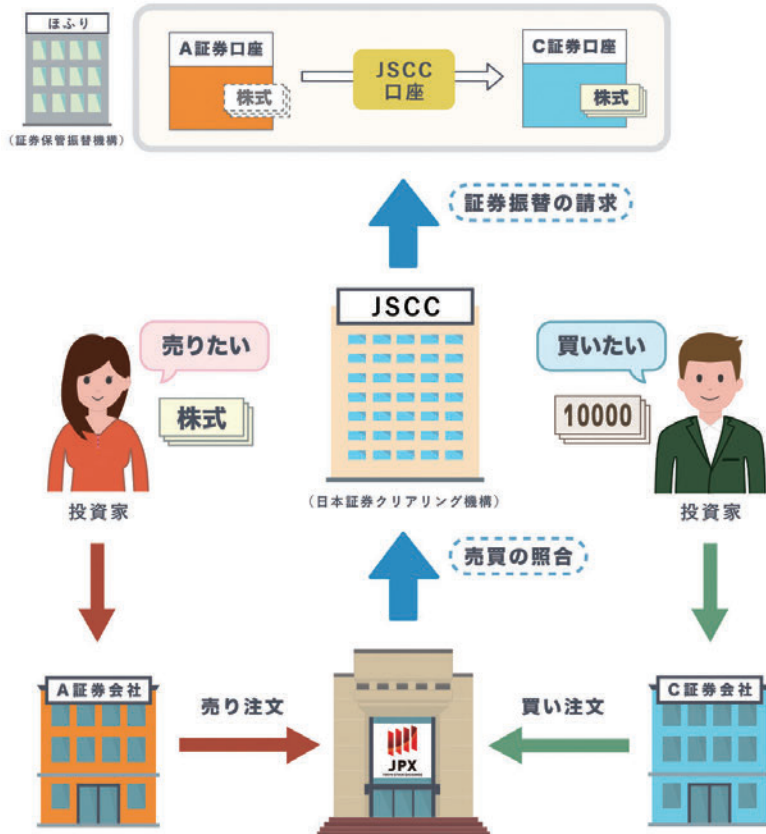 ほふり
(証券保管振替機構)
A証券口座
株式
JSCC
口座
C証券口座
株式
証券振替の請求
JSCC
売りたい
買いたい
株式
10000
投資家
(日本証券クリアリング機構)
投資家
売買の照合
A証券会社
売り注文
JPX
買い注文
C証券会社